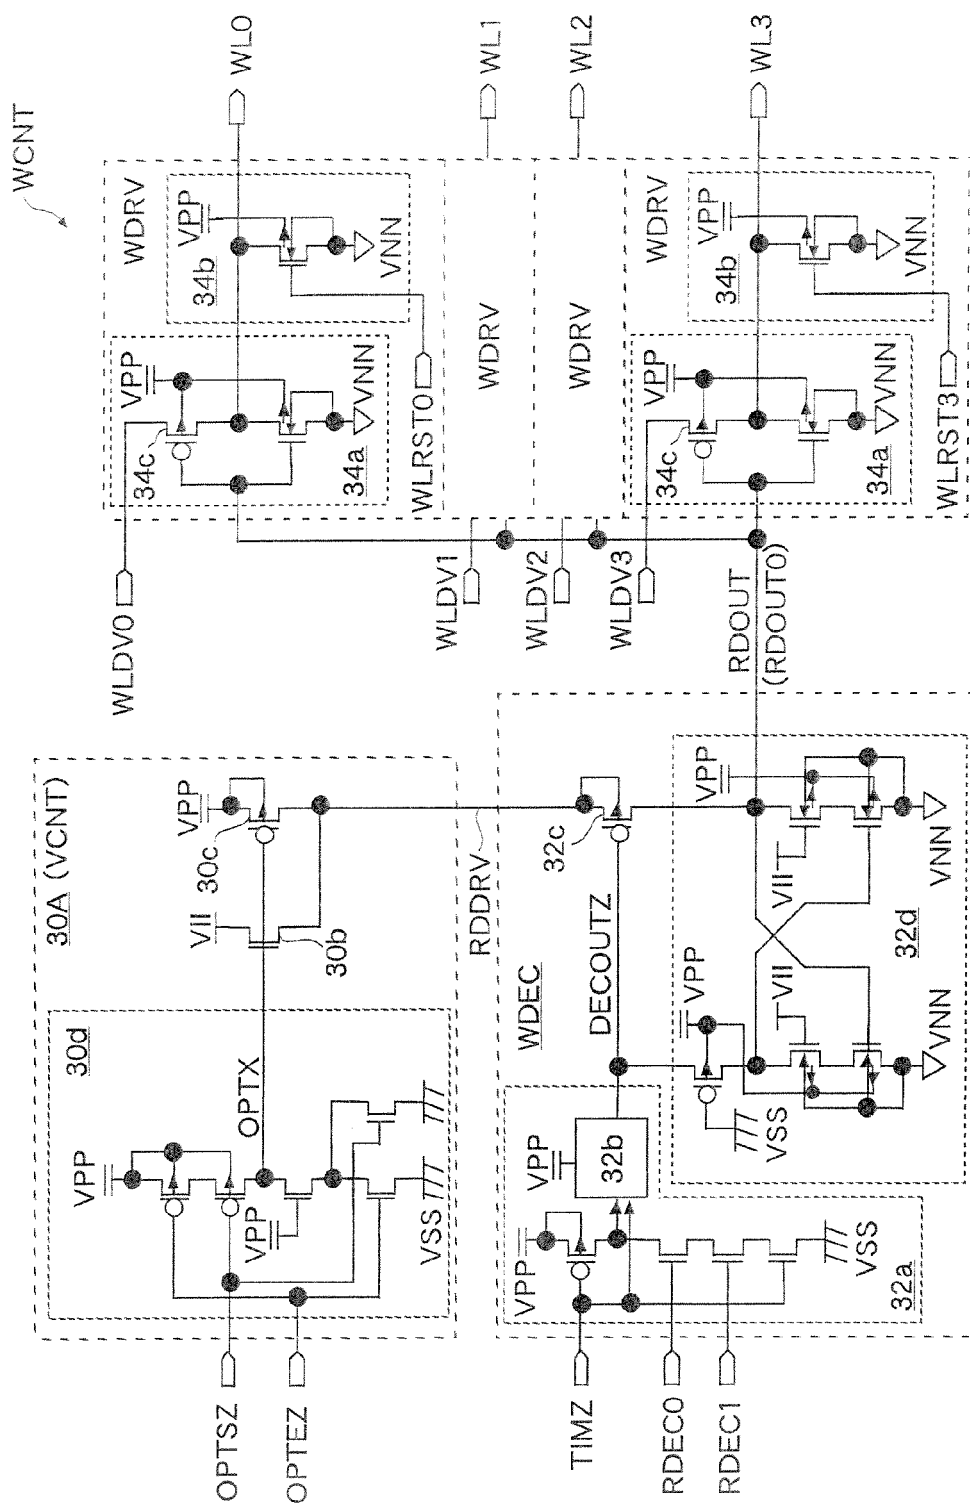 WCNT
30A (VCNT)
30d
VPP
VPP
OPTX
VSS
OPTSZ
OPTEZ
VII
30b
VPP
30c
RDDRV
WDEC
VPP
VPP
32b
VSS
32a
TIMZ
RDEC0
RDEC1
DECOUTZ
32c
VPP
VSS
VII
VNN
32d
VPP
VII
VNN
RDOUT
(RDOUT0)
WLDV0
WLDV1
WLDV2
WLDV3
WDRV
34c
VPP
VNN
34a
34b
VPP
VNN
WLRST0
WL0
WDRV
WL1
WDRV
WL2
WDRV
34c
VPP
VNN
34a
34b
VPP
VNN
WLRST3
WL3